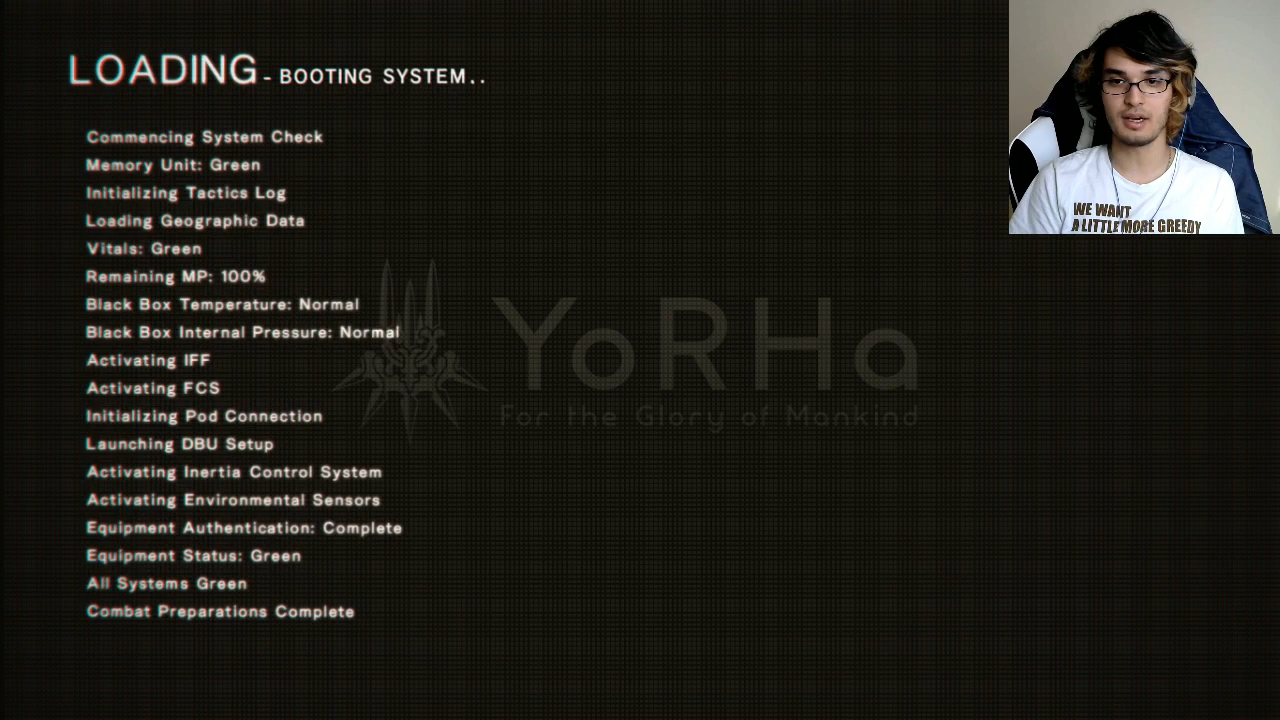 LOADING - BOOTING SYSTEM..
Commencing System Check
Memory Unit: Green
Initializing Tactics Log
Loading Geographic Data
Vitals: Green
Remaining MP: 100%
Black Box Temperature: Normal
Black Box Internal Pressure: Normal
Activating IFF
Activating FCS
Initializing Pod Connection
Launching DBU Setup
Activating Inertia Control System
Activating Environmental Sensors
Equipment Authentication: Complete
Equipment Status: Green
All Systems Green
Combat Preparations Complete
YoRHa
For the Glory of Mankind
WE WANT
A LITTLE MORE GREEDY